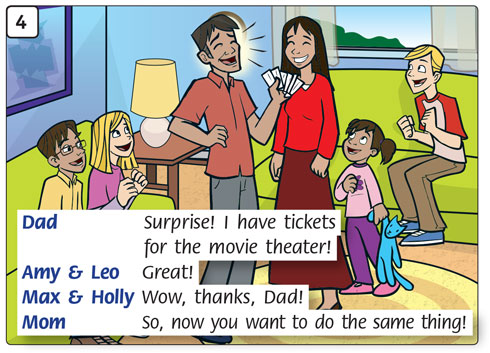 4
Dad Surprise! I have tickets
for the movie theater!
Amy & Leo Great!
Max & Holly Wow, thanks, Dad!
Mom So, now you want to do the same thing!